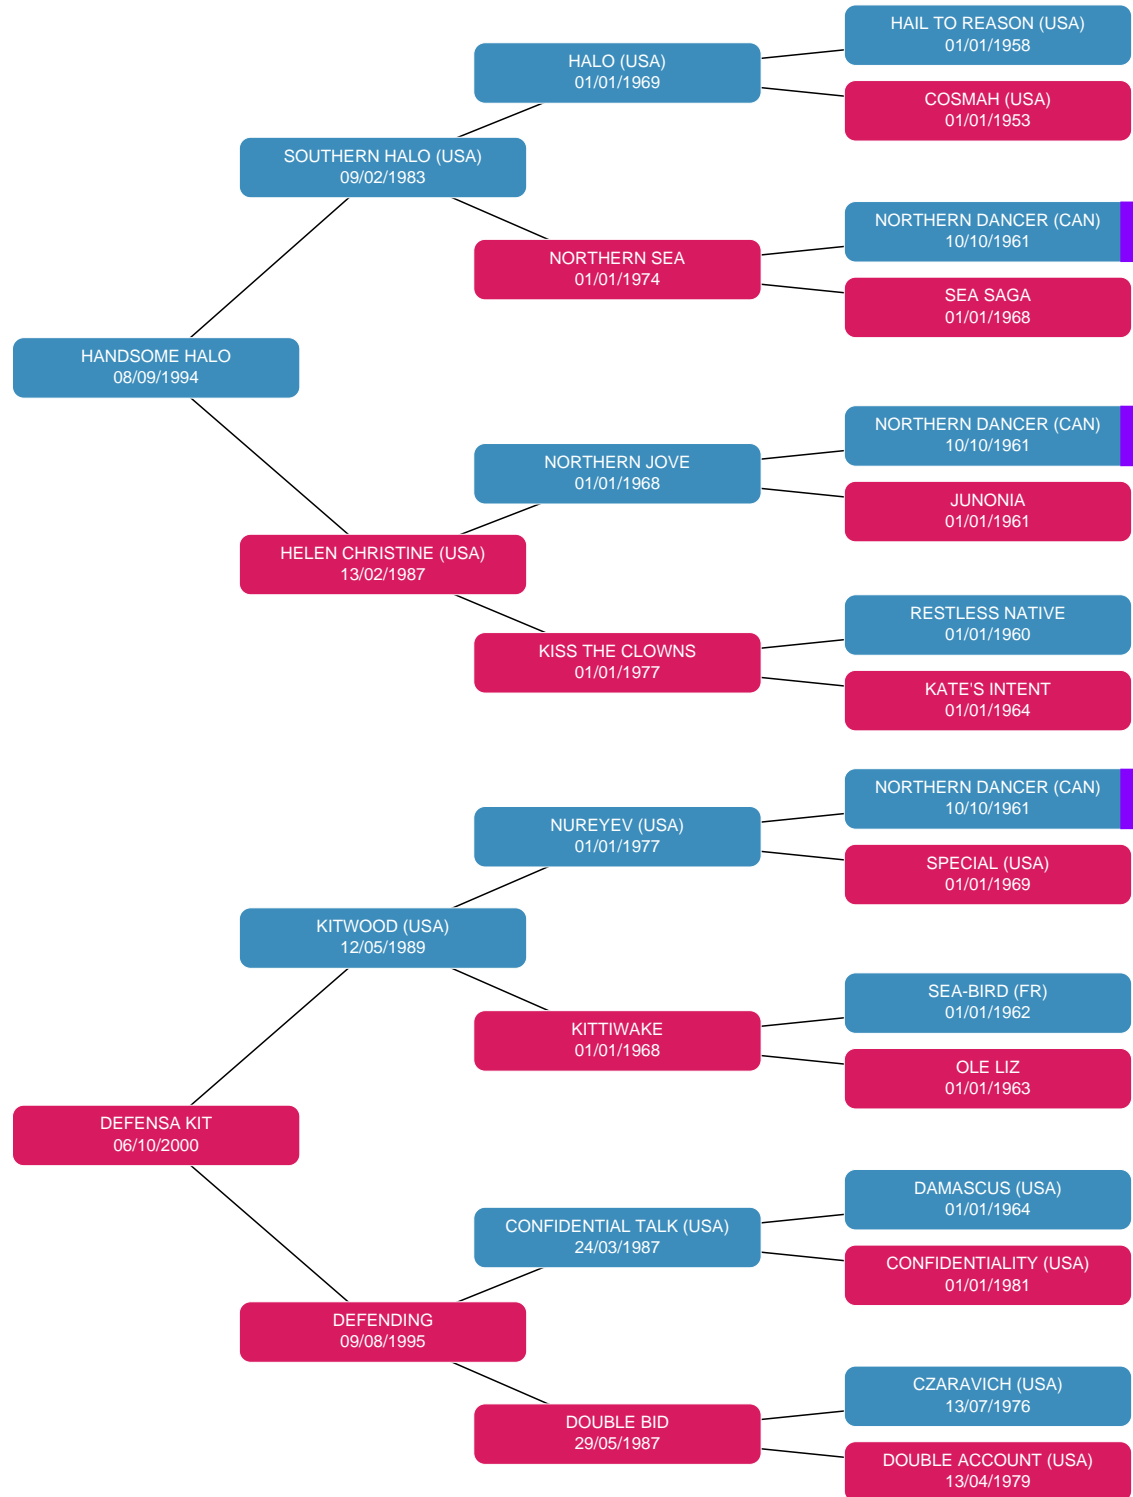 HAIL TO REASON (USA)
01/01/1958
HALO (USA)
01/01/1969
COSMAH (USA)
01/01/1953
SOUTHERN HALO (USA)
09/02/1983
NORTHERN DANCER (CAN)
10/10/1961
NORTHERN SEA
01/01/1974
SEA SAGA
01/01/1968
HANDSOME HALO
08/09/1994
NORTHERN DANCER (CAN)
10/10/1961
NORTHERN JOVE
01/01/1968
JUNONIA
01/01/1961
HELEN CHRISTINE (USA)
13/02/1987
RESTLESS NATIVE
01/01/1960
KISS THE CLOWNS
01/01/1977
KATE'S INTENT
01/01/1964
NORTHERN DANCER (CAN)
10/10/1961
NUREYEV (USA)
01/01/1977
SPECIAL (USA)
01/01/1969
KITWOOD (USA)
12/05/1989
SEA-BIRD (FR)
01/01/1962
KITTIWAKE
01/01/1968
OLE LIZ
01/01/1963
DEFENSA KIT
06/10/2000
DAMASCUS (USA)
01/01/1964
CONFIDENTIAL TALK (USA)
24/03/1987
CONFIDENTIALITY (USA)
01/01/1981
DEFENDING
09/08/1995
CZARAVICH (USA)
13/07/1976
DOUBLE BID
29/05/1987
DOUBLE ACCOUNT (USA)
13/04/1979